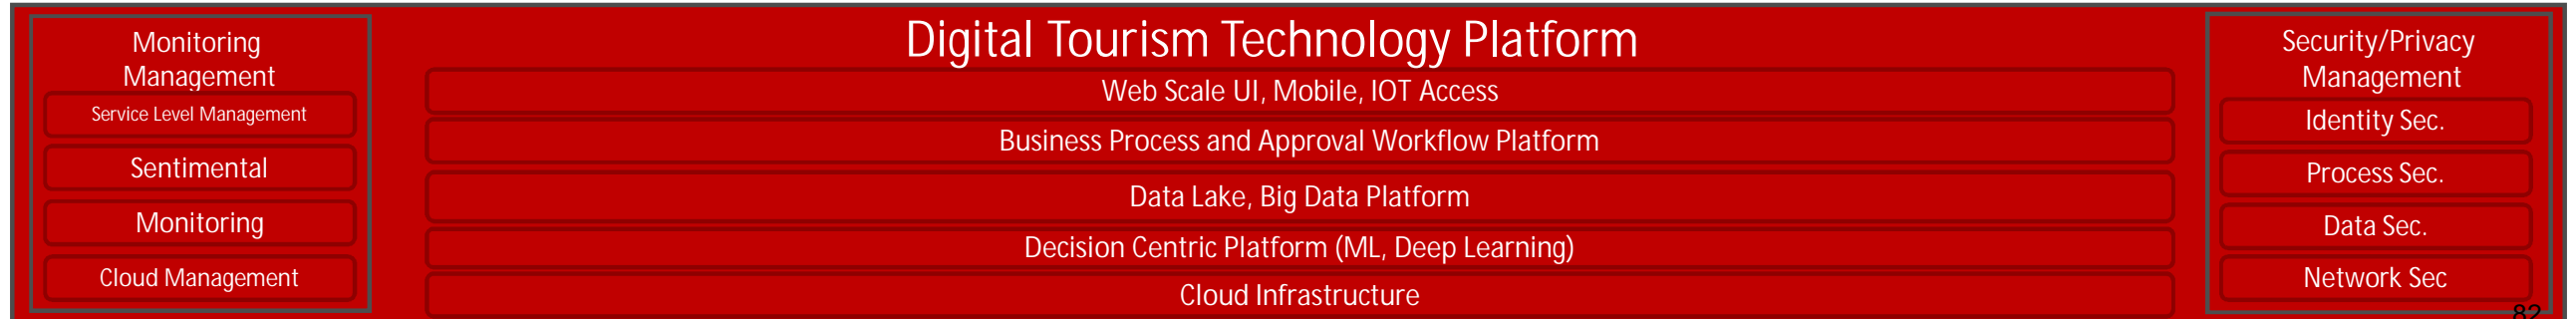 Monitoring
Management
Service Level Management
Sentimental
Monitoring
Cloud Management
Digital Tourism Technology Platform
Web Scale UI, Mobile, IOT Access
Business Process and Approval Workflow Platform
Data Lake, Big Data Platform
Decision Centric Platform (ML, Deep Learning)
Cloud Infrastructure
Security/Privacy
Management
Identity Sec.
Process Sec.
Data Sec.
Network Sec
82